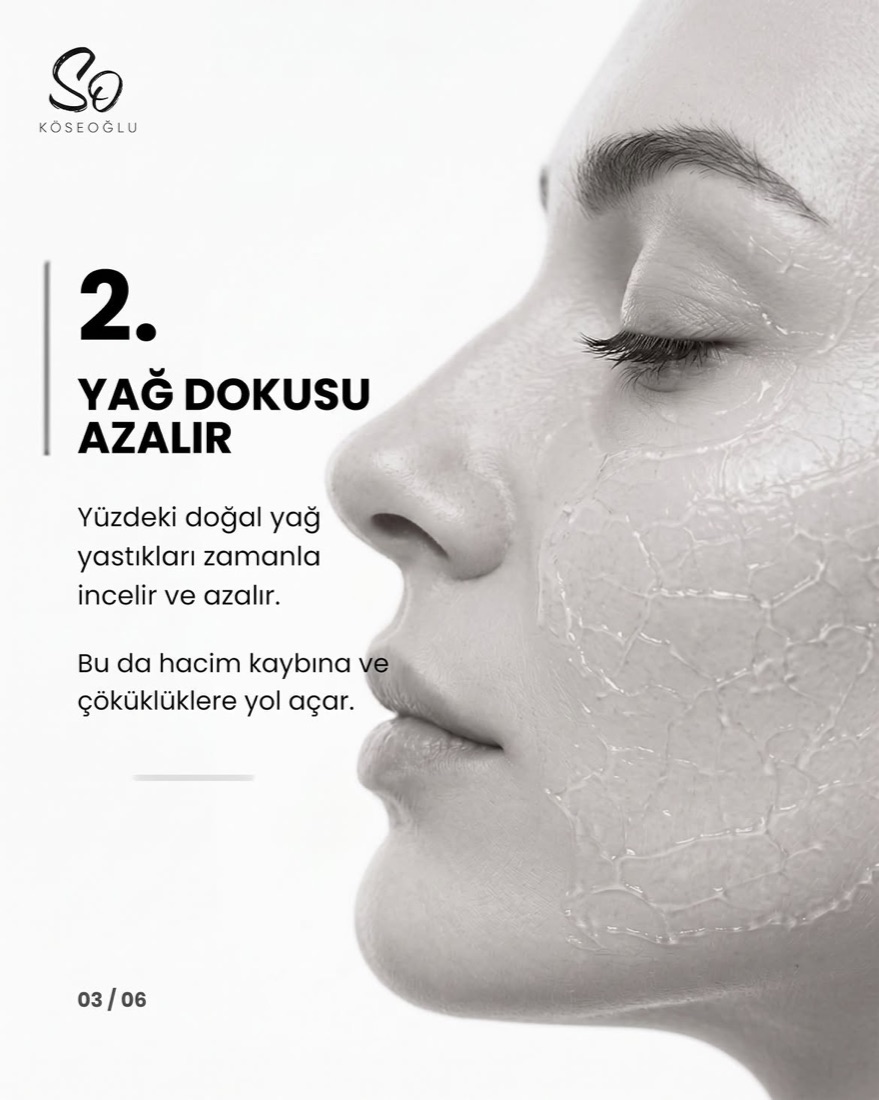 So
KÖSEOĞLU
2.
YAĞ DOKUSU
AZALIR
Yüzdeki doğal yağ
yastıkları zamanla
incelir ve azalır.
Bu da hacim kaybına ve
çöküklüklere yol açar.
03 / 06